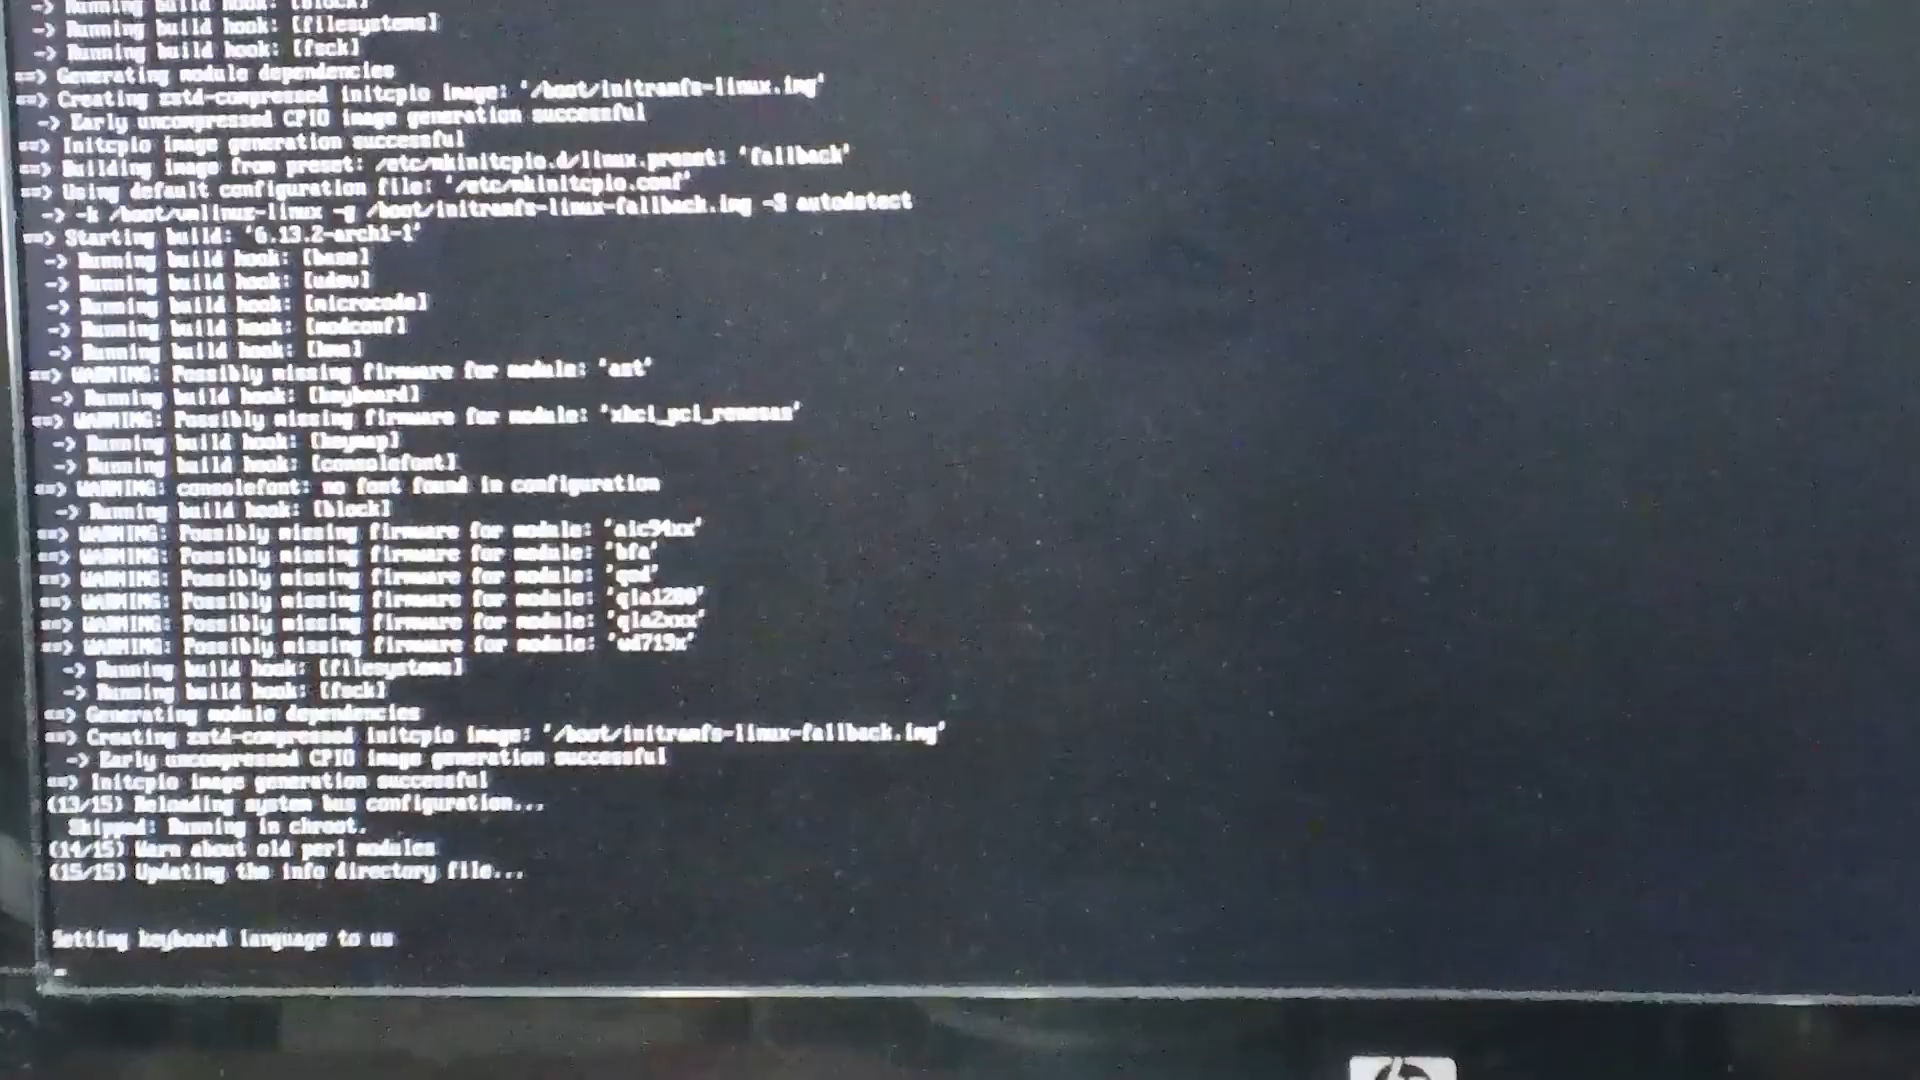 -> Running build hook: [block]
-> Running build hook: [filesystems]
-> Running build hook: [fsck]
==> Generating module dependencies
==> Creating zstd-compressed initcpio image: '/boot/initramfs-linux.img'
-> Early uncompressed CPIO image generation successful
==> Initcpio image generation successful
==> Building image from preset: /etc/mkinitcpio.d/linux.preset: 'fallback'
==> Using default configuration file: '/etc/mkinitcpio.conf'
-> -k /boot/vmlinuz-linux -g /boot/initramfs-linux-fallback.img -S autodetect
==> Starting build: '6.13.2-arch1-1'
-> Running build hook: [base]
-> Running build hook: [udev]
-> Running build hook: [microcode]
-> Running build hook: [modconf]
-> Running build hook: [kms]
==> WARNING: Possibly missing firmware for module: 'ast'
-> Running build hook: [keyboard]
==> WARNING: Possibly missing firmware for module: 'xhci_pci_renesas'
-> Running build hook: [keymap]
-> Running build hook: [consolefont]
==> WARNING: consolefont: no font found in configuration
-> Running build hook: [block]
==> WARNING: Possibly missing firmware for module: 'aic94xx'
==> WARNING: Possibly missing firmware for module: 'bfa'
==> WARNING: Possibly missing firmware for module: 'qed'
==> WARNING: Possibly missing firmware for module: 'qla1280'
==> WARNING: Possibly missing firmware for module: 'qla2xxx'
==> WARNING: Possibly missing firmware for module: 'wd719x'
-> Running build hook: [filesystems]
-> Running build hook: [fsck]
==> Generating module dependencies
==> Creating zstd-compressed initcpio image: '/boot/initramfs-linux-fallback.img'
-> Early uncompressed CPIO image generation successful
==> Initcpio image generation successful
(13/15) Reloading system bus configuration...
Skipped: Running in chroot.
(14/15) Warn about old perl modules
(15/15) Updating the info directory file...
Setting keyboard language to us
hp